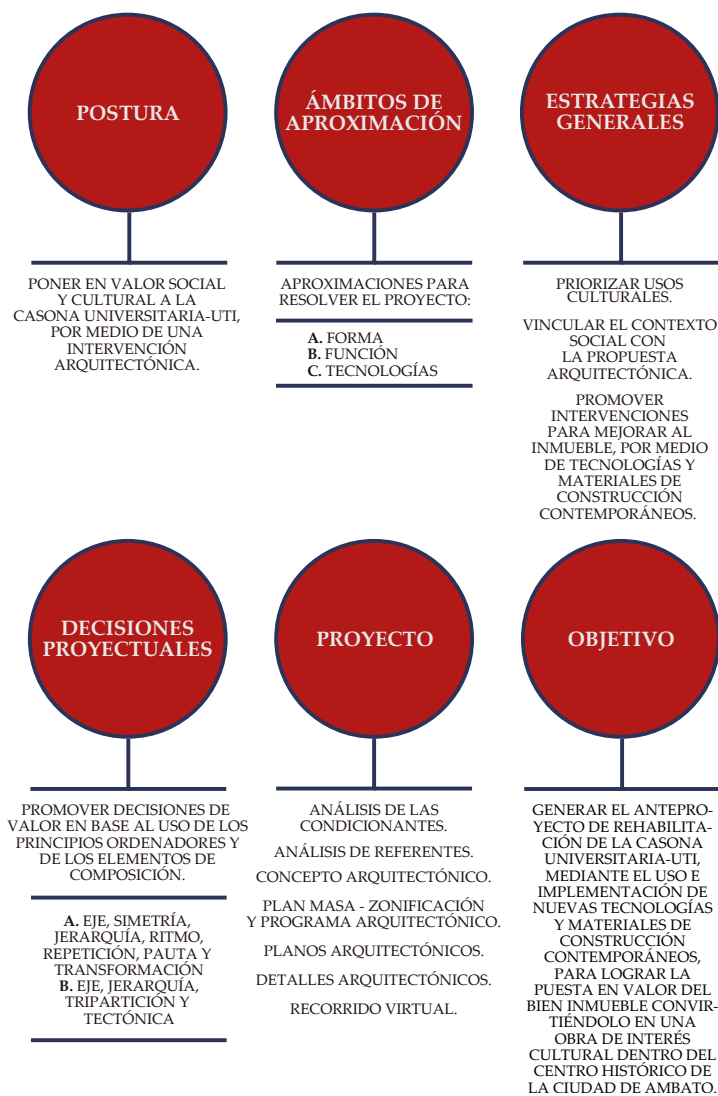 POSTURA
PONER EN VALOR SOCIAL
Y CULTURAL A LA
CASONA UNIVERSITARIA-UTI,
POR MEDIO DE UNA
INTERVENCIÓN
ARQUITECTÓNICA.
ÁMBITOS DE
APROXIMACIÓN
APROXIMACIONES PARA
RESOLVER EL PROYECTO:
A. FORMA
B. FUNCIÓN
C. TECNOLOGÍAS
ESTRATEGIAS
GENERALES
PRIORIZAR USOS
CULTURALES.
VINCULAR EL CONTEXTO
SOCIAL CON
LA PROPUESTA
ARQUITECTÓNICA.
PROMOVER
INTERVENCIONES
PARA MEJORAR AL
INMUEBLE, POR MEDIO
DE TECNOLOGÍAS Y
MATERIALES DE
CONSTRUCCIÓN
CONTEMPORÁNEOS.
DECISIONES
PROYECTUALES
PROMOVER DECISIONES DE
VALOR EN BASE AL USO DE LOS
PRINCIPIOS ORDENADORES Y
DE LOS ELEMENTOS DE
COMPOSICIÓN.
A. EJE, SIMETRÍA,
JERARQUÍA, RITMO,
REPETICIÓN, PAUTA Y
TRANSFORMACIÓN
B. EJE, JERARQUÍA,
TRIPARTICIÓN Y
TECTÓNICA
PROYECTO
ANÁLISIS DE LAS
CONDICIONANTES.
ANÁLISIS DE REFERENTES.
CONCEPTO ARQUITECTÓNICO.
PLAN MASA - ZONIFICACIÓN
Y PROGRAMA ARQUITECTÓNICO.
PLANOS ARQUITECTÓNICOS.
DETALLES ARQUITECTÓNICOS.
RECORRIDO VIRTUAL.
OBJETIVO
GENERAR EL ANTEPRO-
YECTO DE REHABILITA-
CIÓN DE LA CASONA
UNIVERSITARIA-UTI,
MEDIANTE EL USO E
IMPLEMENTACIÓN DE
NUEVAS TECNOLOGÍAS
Y MATERIALES DE
CONSTRUCCIÓN
CONTEMPORÁNEOS,
PARA LOGRAR LA
PUESTA EN VALOR DEL
BIEN INMUEBLE CONVIR-
TIÉNDOLO EN UNA
OBRA DE INTERÉS
CULTURAL DENTRO DEL
CENTRO HISTÓRICO DE
LA CIUDAD DE AMBATO.